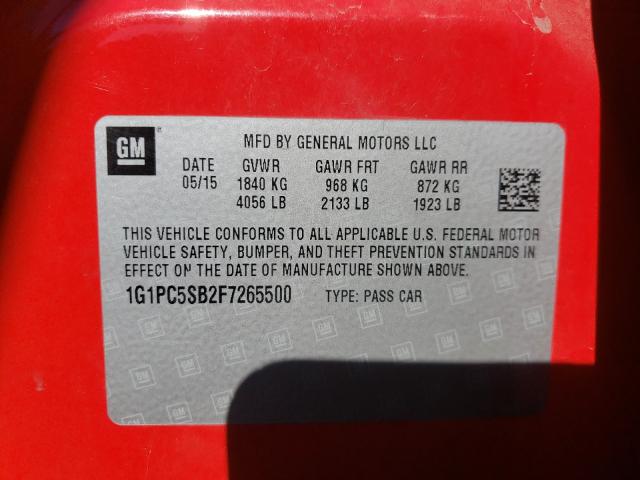 GM
MFD BY GENERAL MOTORS LLC
DATE GVWR GAWR FRT GAWR RR
05/15 1840 KG 968 KG 872 KG
4056 LB 2133 LB 1923 LB
THIS VEHICLE CONFORMS TO ALL APPLICABLE U.S. FEDERAL MOTOR
VEHICLE SAFETY, BUMPER, AND THEFT PREVENTION STANDARDS IN
EFFECT ON THE DATE OF MANUFACTURE SHOWN ABOVE.
1G1PC5SB2F7265500 TYPE: PASS CAR